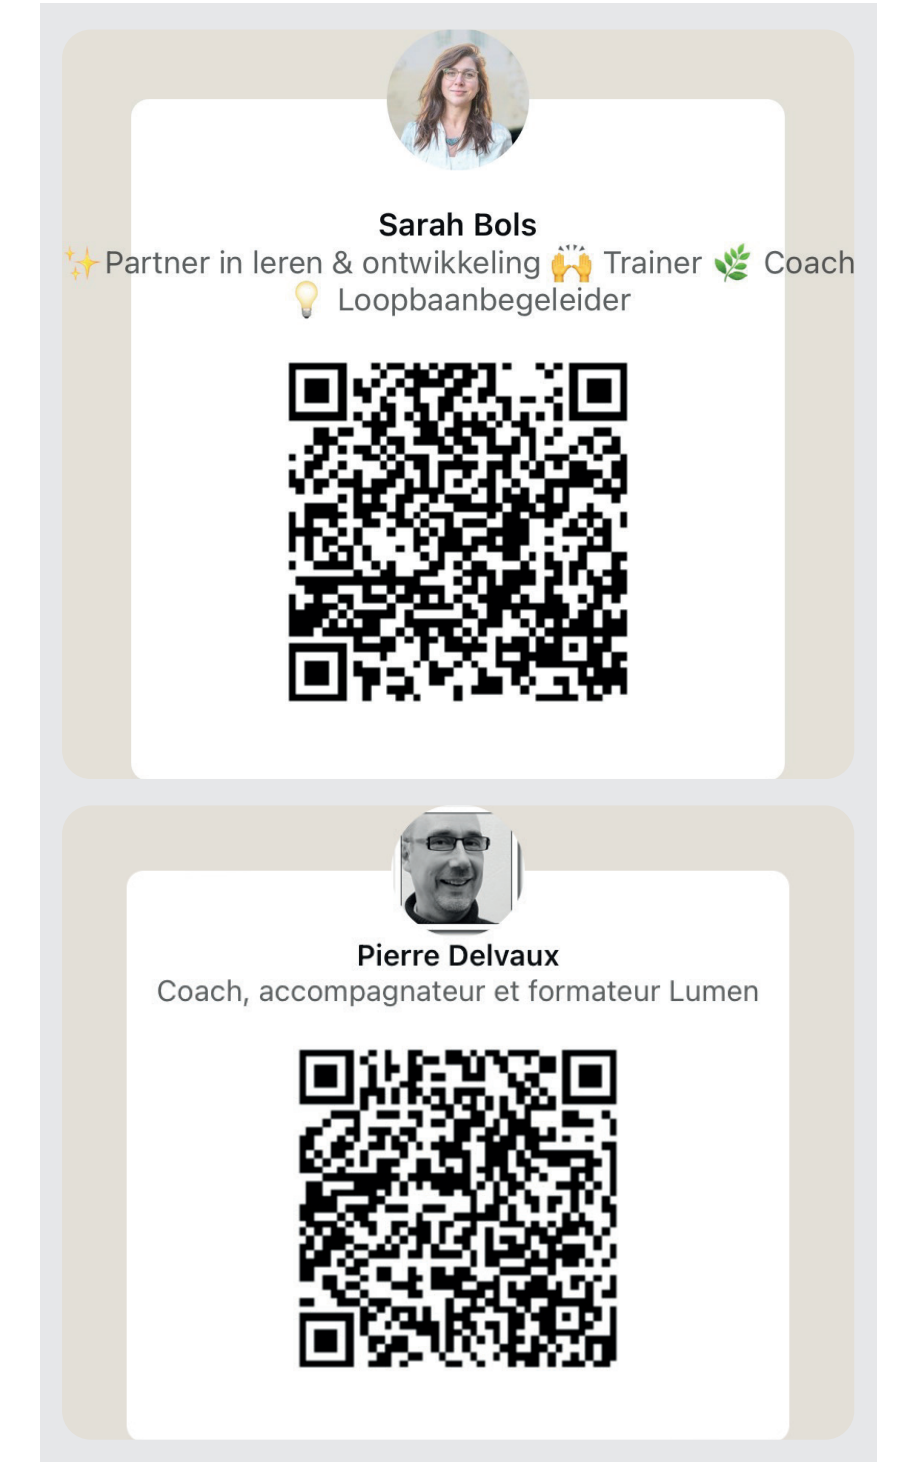 Sarah Bols
✨Partner in leren & ontwikkeling 🙌 Trainer 🌿 Coach
💡 Loopbaanbegeleider
Pierre Delvaux
Coach, accompagnateur et formateur Lumen